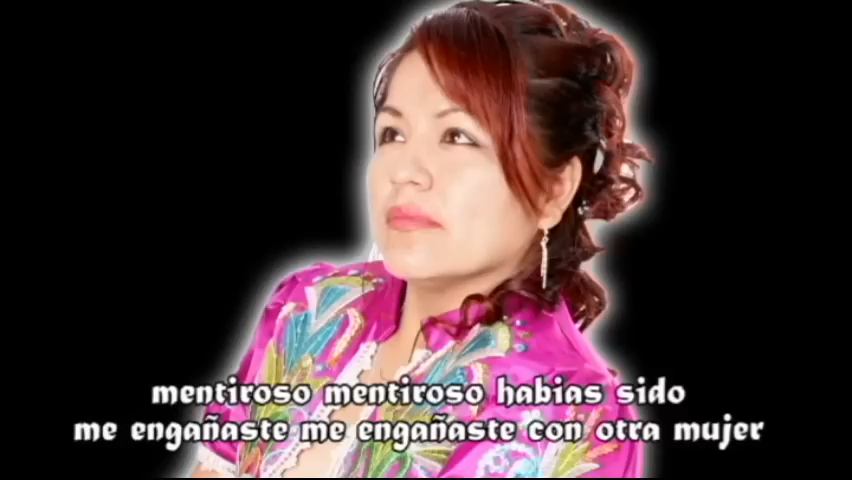 mentiroso mentiroso habias sido
me engañaste me engañaste con otra mujer